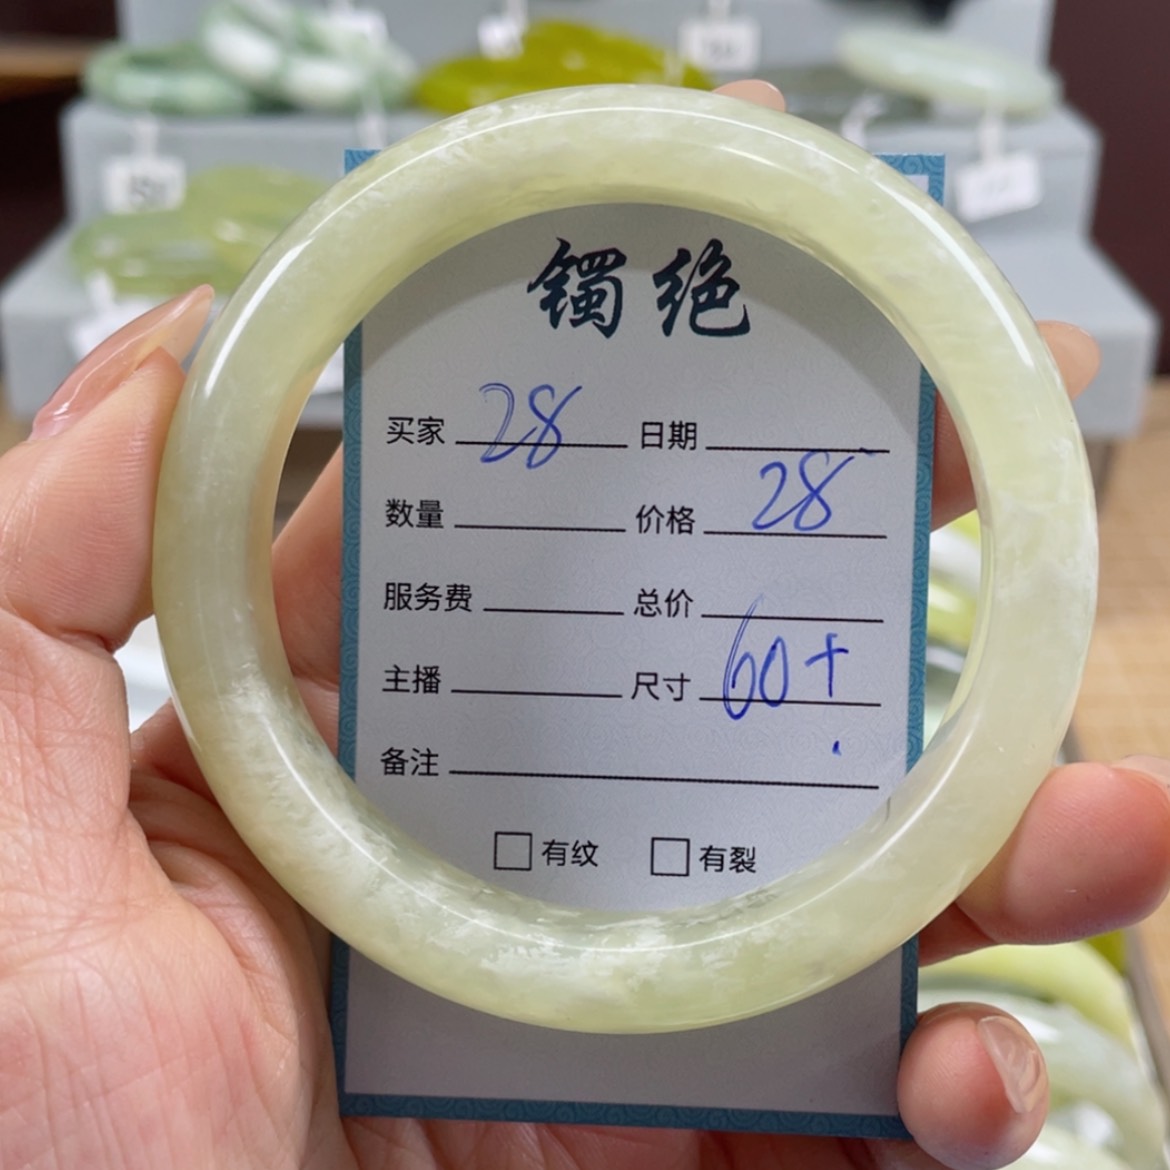 镯绝
买家 28 日期
数量 价格 28
服务费 总价
主播 尺寸 60+
备注
有纹 有裂